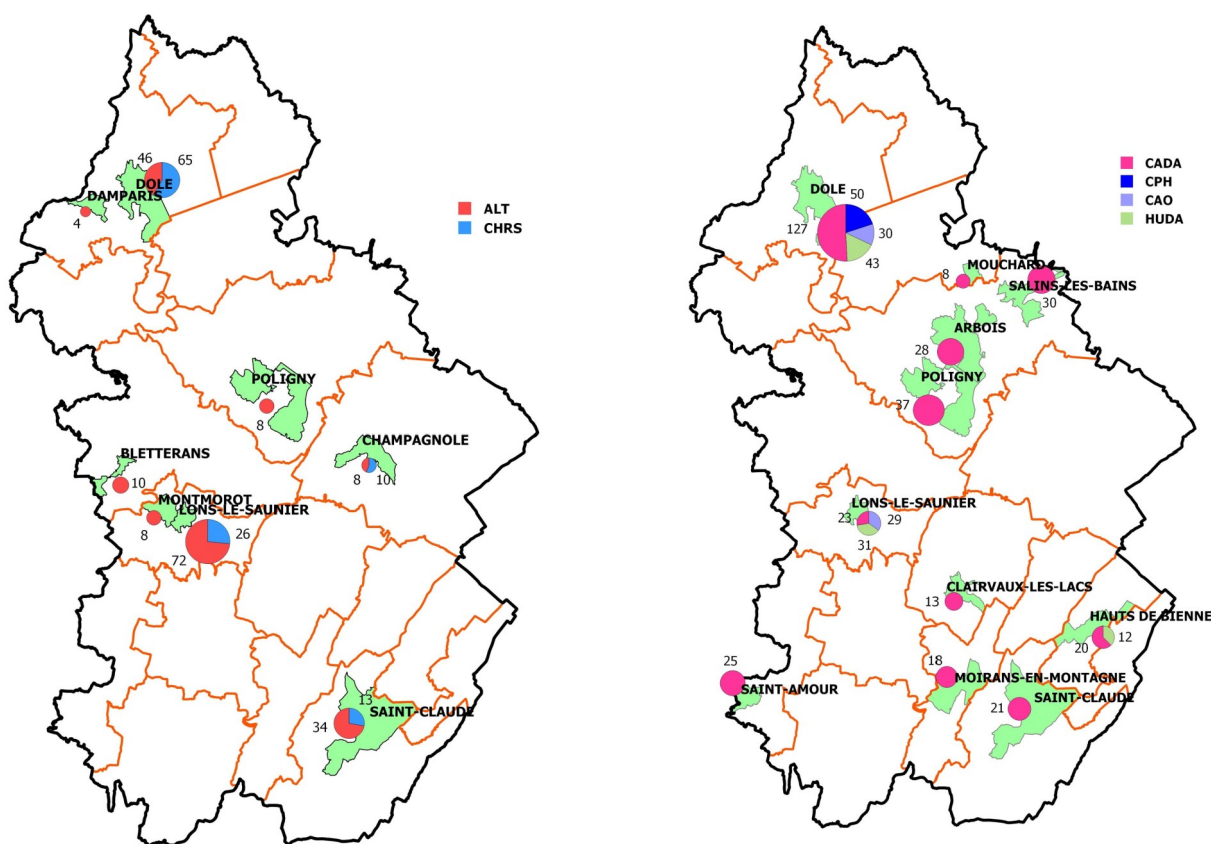 46 65
DOLE
DAMPARIS
4
ALT
CHRS
POLIGNY
8
CHAMPAGNOLE
8 10
BLETTERANS
10
MONTMOROT
LONS-LE-SAUNIER
8
26
72
13
SAINT-CLAUDE
34
CADA
CPH
CAO
HUDA
DOLE
50
127
30
43
MOUCHARD
8
SALINS-LES-BAINS
30
ARBOIS
28
POLIGNY
37
LONS-LE-SAUNIER
23 29
31
CLAIRVAUX-LES-LACS
13
HAUTS DE BIENNE
20 12
18
MOIRANS-EN-MONTAGNE
25
SAINT-AMOUR
SAINT-CLAUDE
21